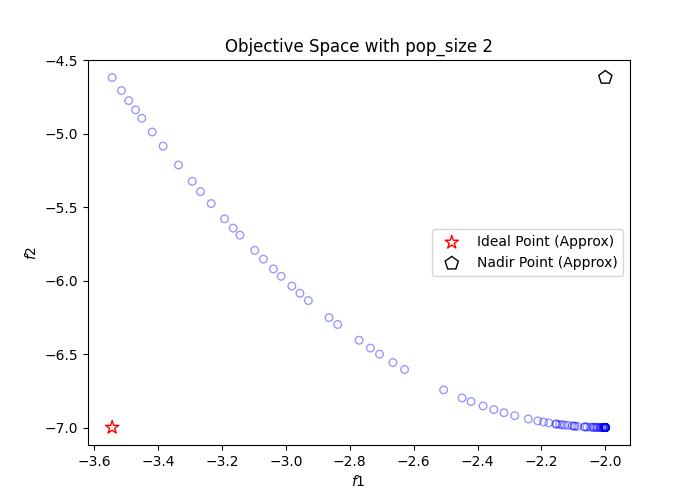 Objective Space with pop_size 2
−4.5
−5.0
−5.5
−6.0
−6.5
−7.0
f2
Ideal Point (Approx)
Nadir Point (Approx)
−3.6 −3.4 −3.2 −3.0 −2.8 −2.6 −2.4 −2.2 −2.0
f1